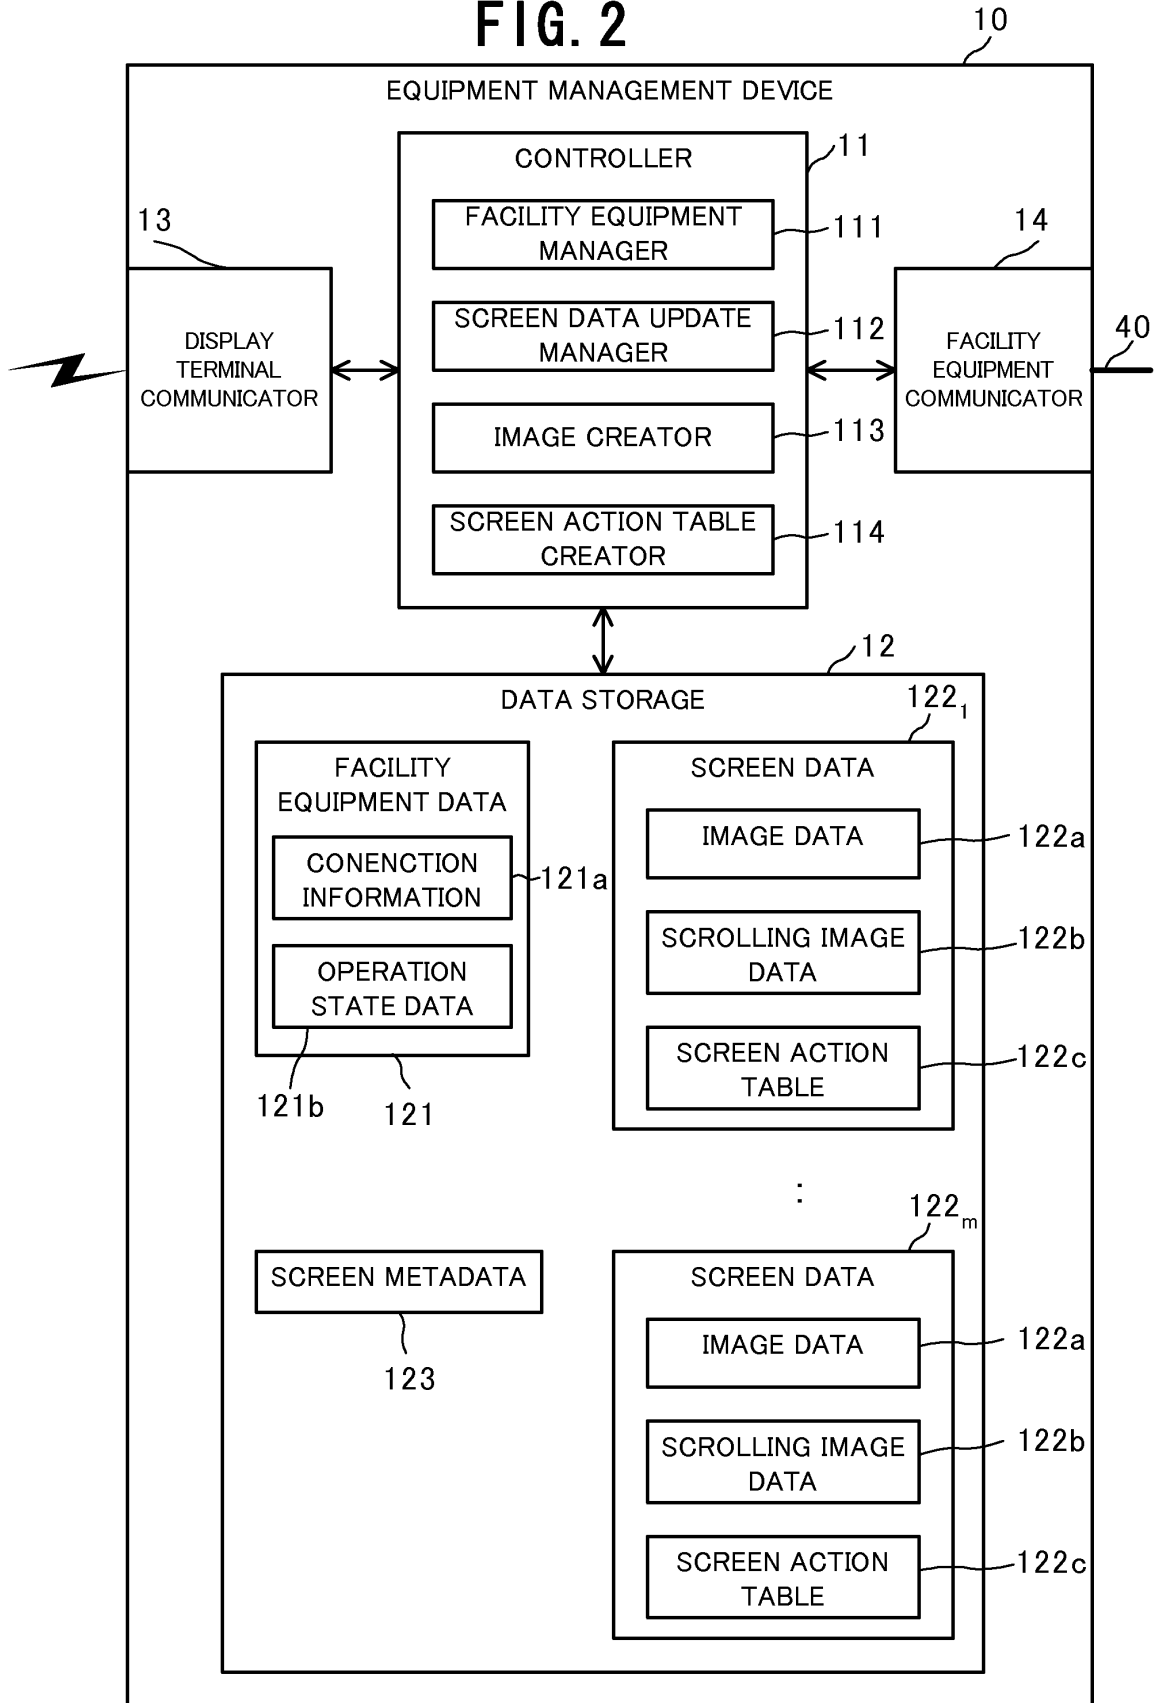 FIG. 2
10
EQUIPMENT MANAGEMENT DEVICE
CONTROLLER
11
FACILITY EQUIPMENT
MANAGER
111
SCREEN DATA UPDATE
MANAGER
112
IMAGE CREATOR
113
SCREEN ACTION TABLE
CREATOR
114
13
DISPLAY
TERMINAL
COMMUNICATOR
14
FACILITY
EQUIPMENT
COMMUNICATOR
40
12
DATA STORAGE
FACILITY
EQUIPMENT DATA
CONENCTION
INFORMATION
121a
OPERATION
STATE DATA
121b
121
122₁
SCREEN DATA
IMAGE DATA
122a
SCROLLING IMAGE
DATA
122b
SCREEN ACTION
TABLE
122c
:
SCREEN METADATA
123
122ₘ
SCREEN DATA
IMAGE DATA
122a
SCROLLING IMAGE
DATA
122b
SCREEN ACTION
TABLE
122c